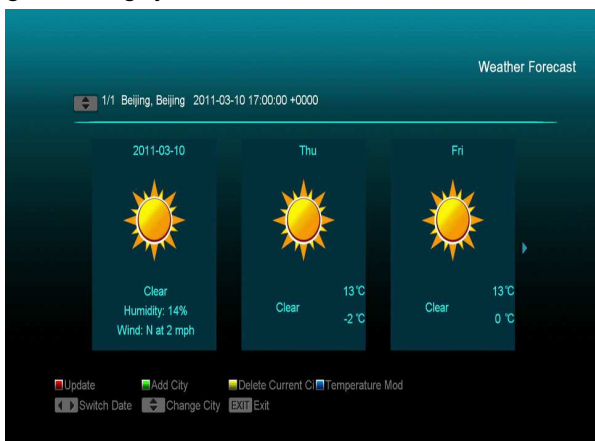 Weather Forecast
1/1 Beijing, Beijing 2011-03-10 17:00:00 +0000
2011-03-10 Thu Fri
Clear
Humidity: 14%
Wind: N at 2 mph
13℃
Clear
-2 ℃
13℃
Clear
0 ℃
Update Add City Delete Current Ci Temperature Mod
Switch Date Change City EXIT Exit